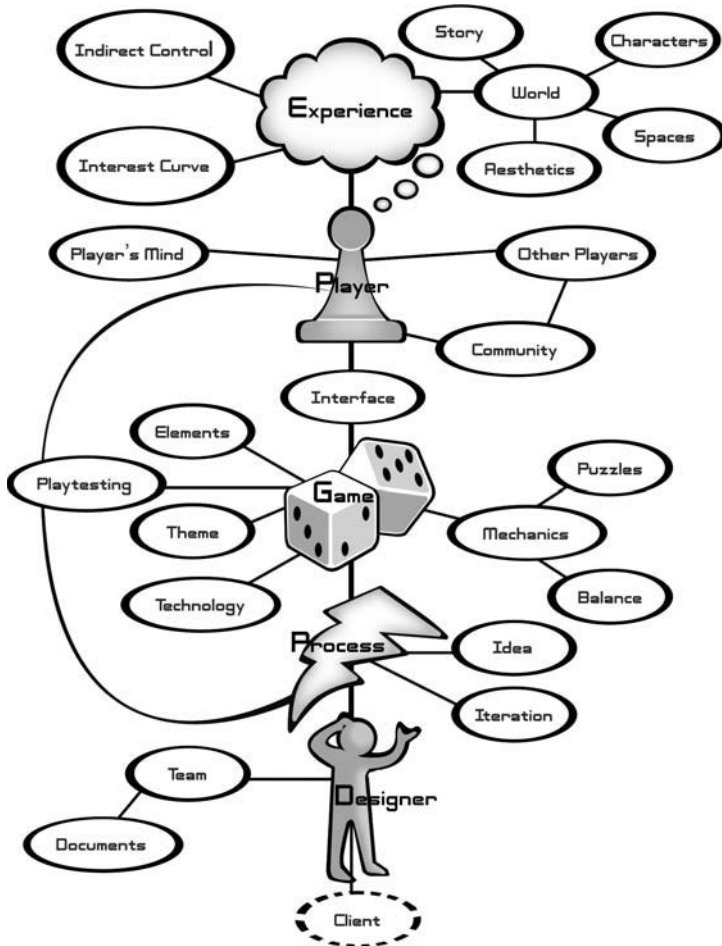 Story
Characters
Indirect Control
World
Experience
Spaces
Interest Curve
Aesthetics
Player's Mind
Other Players
Player
Community
Interface
Elements
Puzzles
Playtesting
Game
Theme
Mechanics
Technology
Balance
Process
Idea
Iteration
Team
Designer
Documents
Client